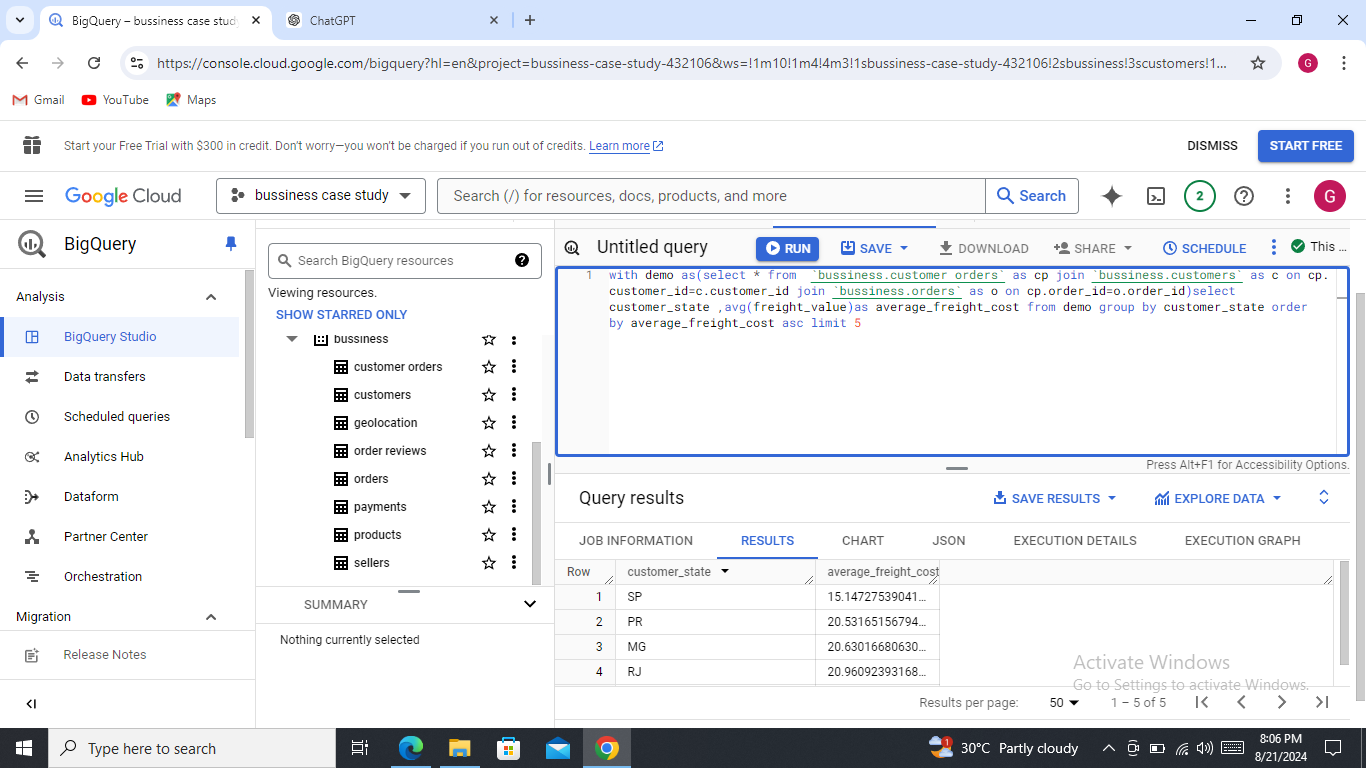 BigQuery – bussiness case stud
ChatGPT
https://console.cloud.google.com/bigquery?hl=en&project=bussiness-case-study-432106&ws=!1m10!1m4!4m3!1sbussiness-case-study-432106!2sbussiness!3scustomers!1...
G
Gmail
YouTube
Maps
Start your Free Trial with $300 in credit. Don't worry—you won't be charged if you run out of credits. Learn more
DISMISS
START FREE
Google Cloud
bussiness case study
Search (/) for resources, docs, products, and more
Search
2
G
BigQuery
Analysis
BigQuery Studio
Data transfers
Scheduled queries
Analytics Hub
Dataform
Partner Center
Orchestration
Migration
Release Notes
Search BigQuery resources
Viewing resources.
SHOW STARRED ONLY
bussiness
customer orders
customers
geolocation
order reviews
orders
payments
products
sellers
SUMMARY
Nothing currently selected
Untitled query
RUN
SAVE
DOWNLOAD
SHARE
SCHEDULE
This ...
1 with demo as(select * from `bussiness.customer orders` as cp join `bussiness.customers` as c on cp.
customer_id=c.customer_id join `bussiness.orders` as o on cp.order_id=o.order_id)select
customer_state ,avg(freight_value)as average_freight_cost from demo group by customer_state order
by average_freight_cost asc limit 5
Press Alt+F1 for Accessibility Options.
Query results
SAVE RESULTS
EXPLORE DATA
JOB INFORMATION
RESULTS
CHART
JSON
EXECUTION DETAILS
EXECUTION GRAPH
Row customer_state average_freight_cost
1 SP 15.14727539041...
2 PR 20.53165156794...
3 MG 20.63016680630...
4 RJ 20.96092393168...
Activate Windows
Go to Settings to activate Windows.
Results per page: 50 1 – 5 of 5
Type here to search
1
30°C Partly cloudy
8:06 PM
8/21/2024